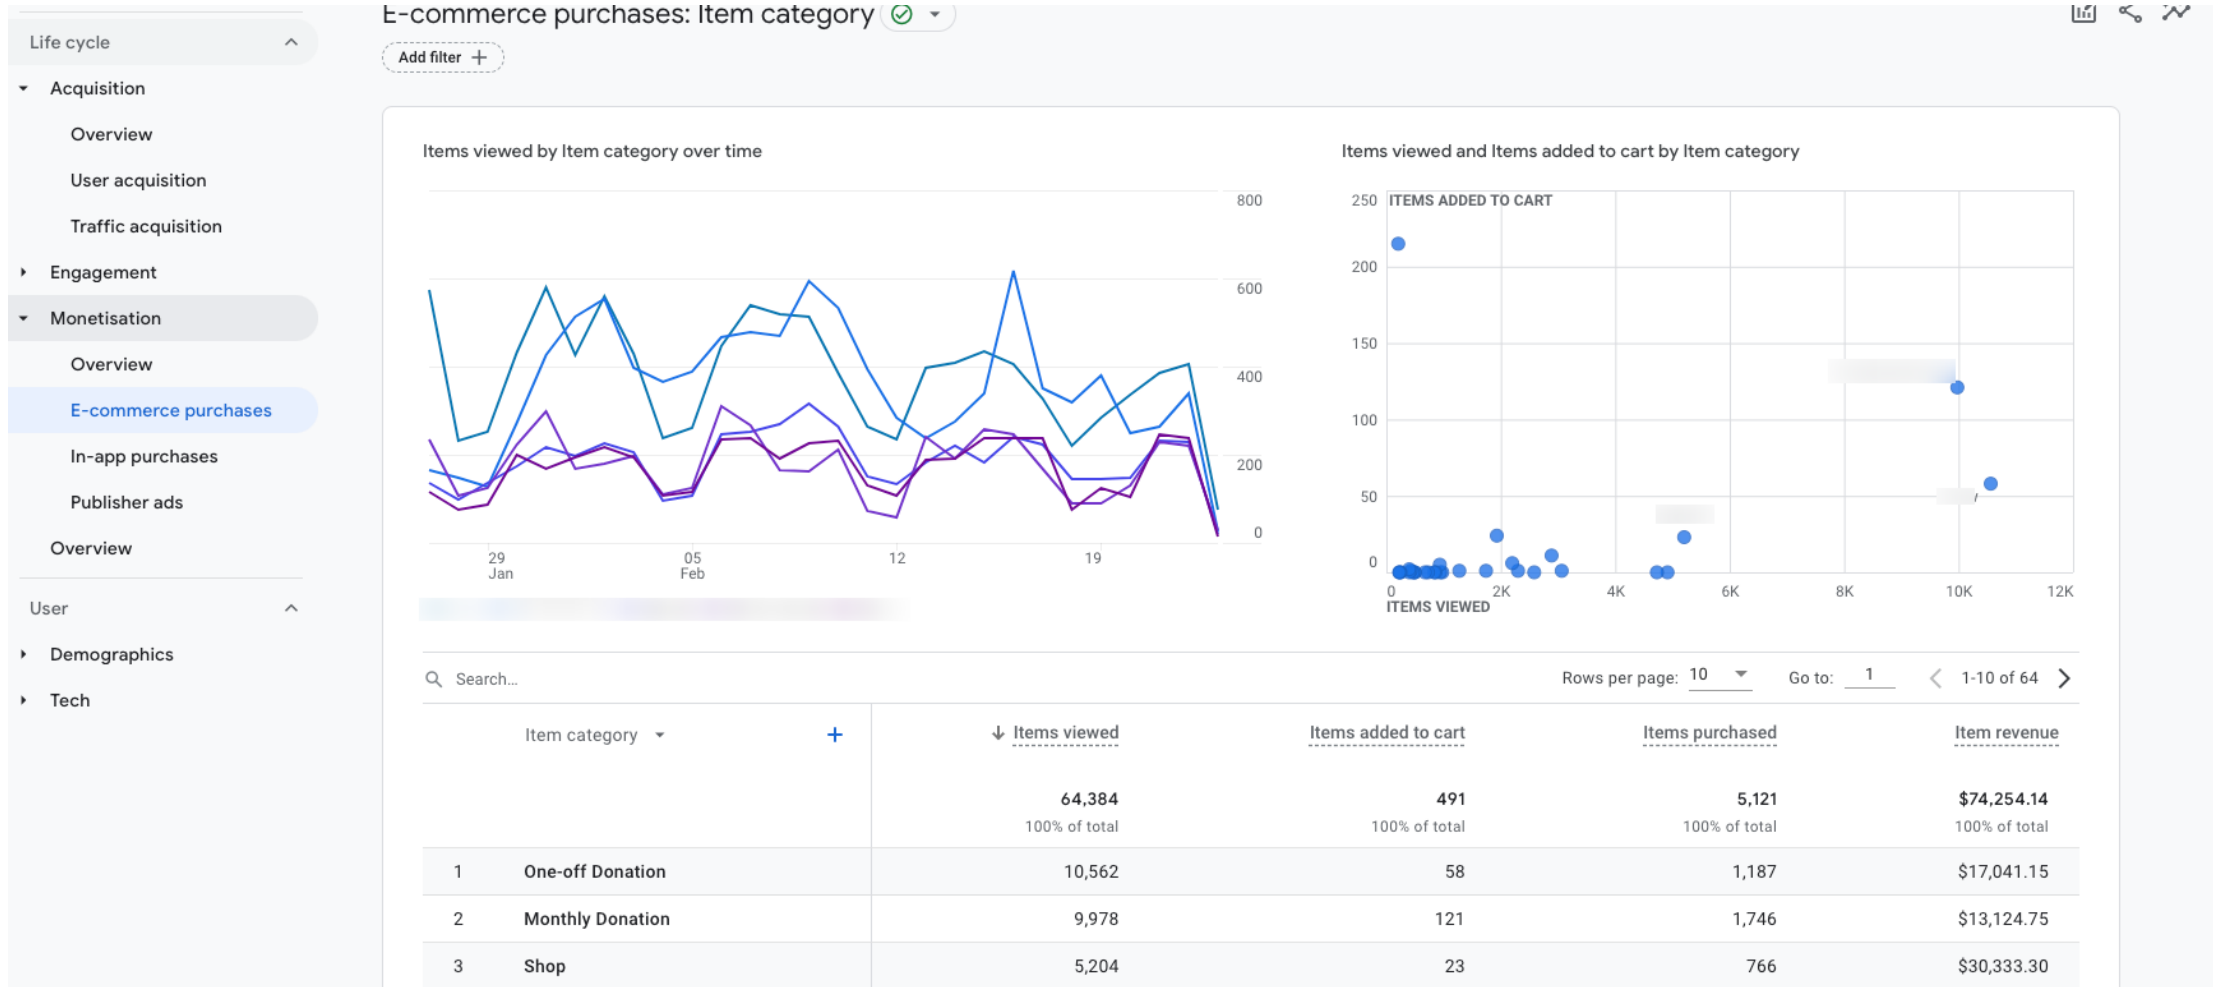 E-commerce purchases: Item category
Life cycle
Add filter +
Acquisition
Overview
User acquisition
Traffic acquisition
Engagement
Monetisation
Overview
E-commerce purchases
In-app purchases
Publisher ads
Overview
User
Demographics
Tech
Items viewed by Item category over time
800
600
400
200
0
29
Jan
05
Feb
12
19
Items viewed and Items added to cart by Item category
250
ITEMS ADDED TO CART
200
150
100
50
0
0
2K
4K
6K
8K
10K
12K
ITEMS VIEWED
Search...
Rows per page: 10
Go to: 1
1-10 of 64
Item category
+
Items viewed
Items added to cart
Items purchased
Item revenue
64,384
491
5,121
$74,254.14
100% of total
100% of total
100% of total
100% of total
1 One-off Donation 10,562 58 1,187 $17,041.15
2 Monthly Donation 9,978 121 1,746 $13,124.75
3 Shop 5,204 23 766 $30,333.30